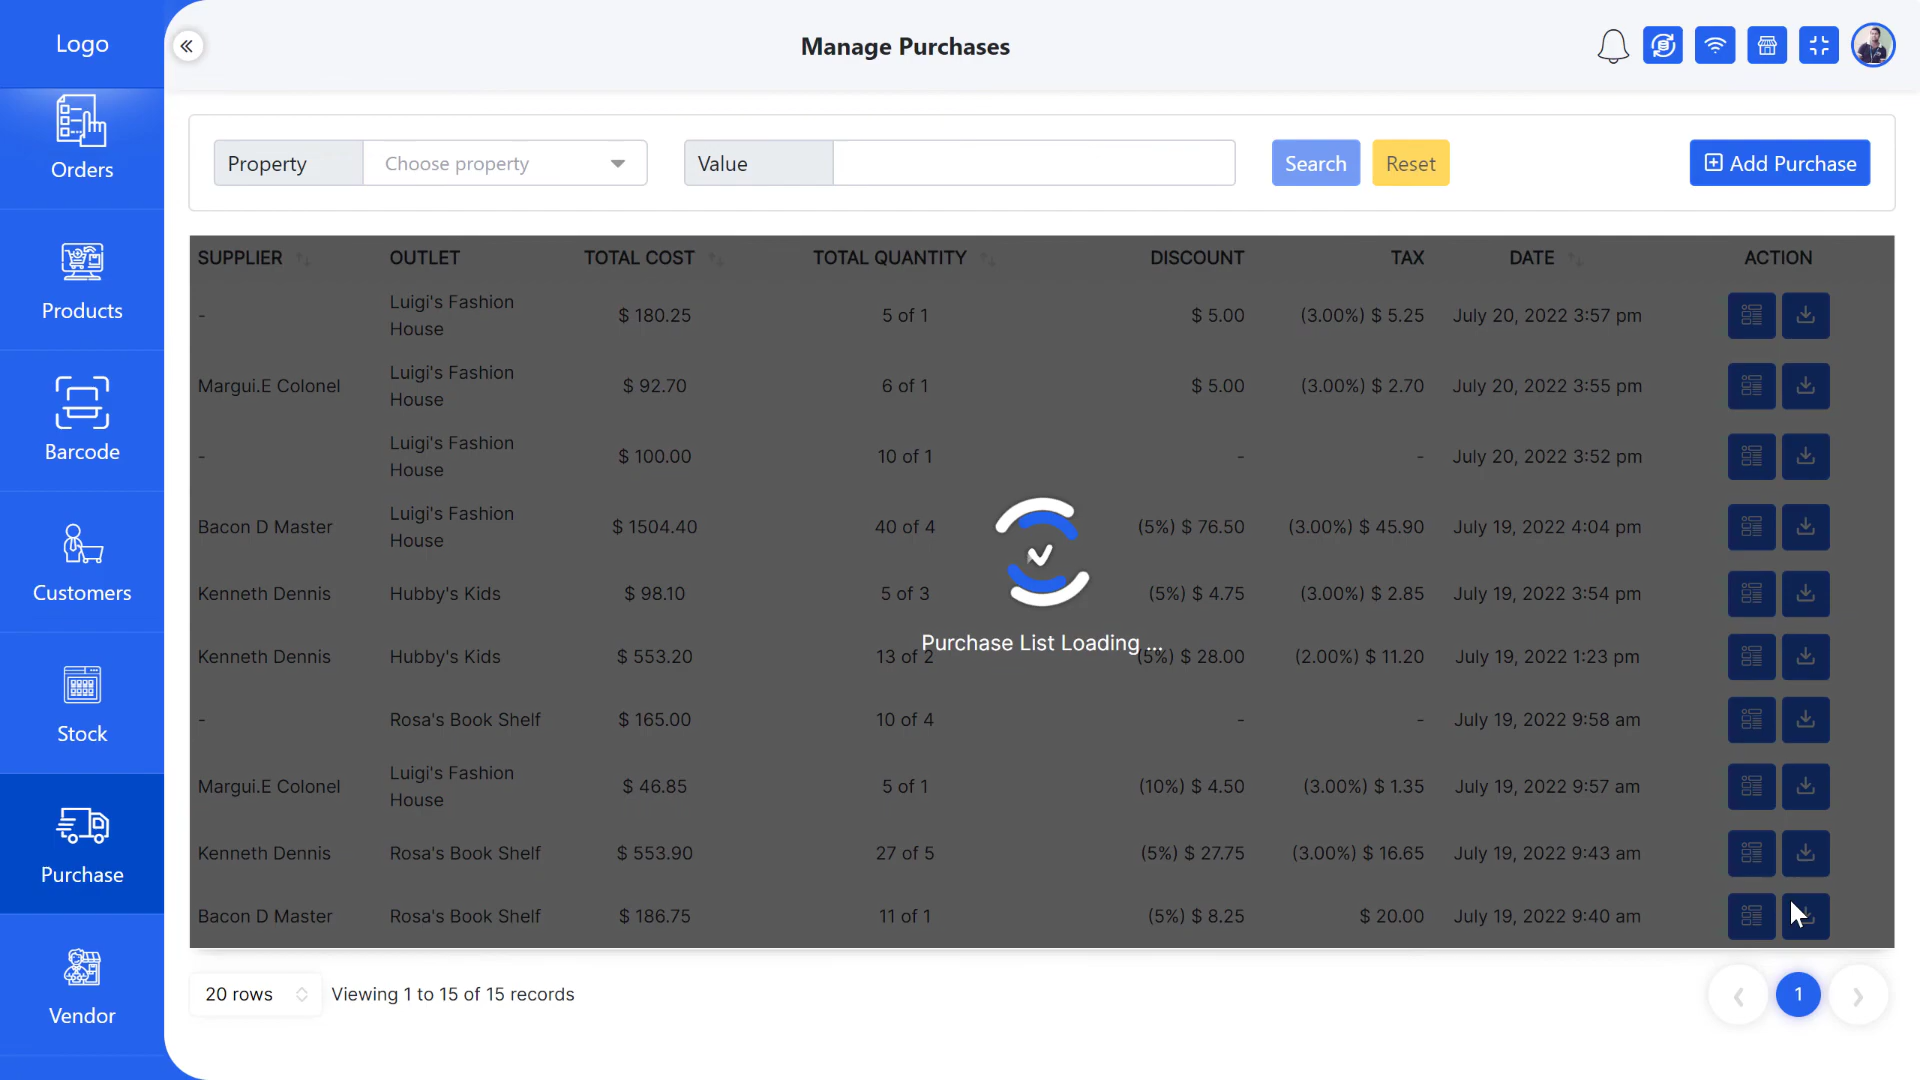 Logo
Manage Purchases
Orders
Products
Barcode
Customers
Stock
Purchase
Vendor
Property Choose property Value Search Reset Add Purchase
SUPPLIER OUTLET TOTAL COST TOTAL QUANTITY DISCOUNT TAX DATE ACTION
- Luigi's Fashion House $ 180.25 5 of 1 $ 5.00 (3.00%) $ 5.25 July 20, 2022 3:57 pm
Margui.E Colonel Luigi's Fashion House $ 92.70 6 of 1 $ 5.00 (3.00%) $ 2.70 July 20, 2022 3:55 pm
- Luigi's Fashion House $ 100.00 10 of 1 - - July 20, 2022 3:52 pm
Bacon D Master Luigi's Fashion House $ 1504.40 40 of 4 (5%) $ 76.50 (3.00%) $ 45.90 July 19, 2022 4:04 pm
Kenneth Dennis Hubby's Kids $ 98.10 5 of 3 (5%) $ 4.75 (3.00%) $ 2.85 July 19, 2022 3:54 pm
Purchase List Loading ...
Kenneth Dennis Hubby's Kids $ 553.20 13 of 2 (5%) $ 28.00 (2.00%) $ 11.20 July 19, 2022 1:23 pm
- Rosa's Book Shelf $ 165.00 10 of 4 - - July 19, 2022 9:58 am
Margui.E Colonel Luigi's Fashion House $ 46.85 5 of 1 (10%) $ 4.50 (3.00%) $ 1.35 July 19, 2022 9:57 am
Kenneth Dennis Rosa's Book Shelf $ 553.90 27 of 5 (5%) $ 27.75 (3.00%) $ 16.65 July 19, 2022 9:43 am
Bacon D Master Rosa's Book Shelf $ 186.75 11 of 1 (5%) $ 8.25 $ 20.00 July 19, 2022 9:40 am
20 rows Viewing 1 to 15 of 15 records 1